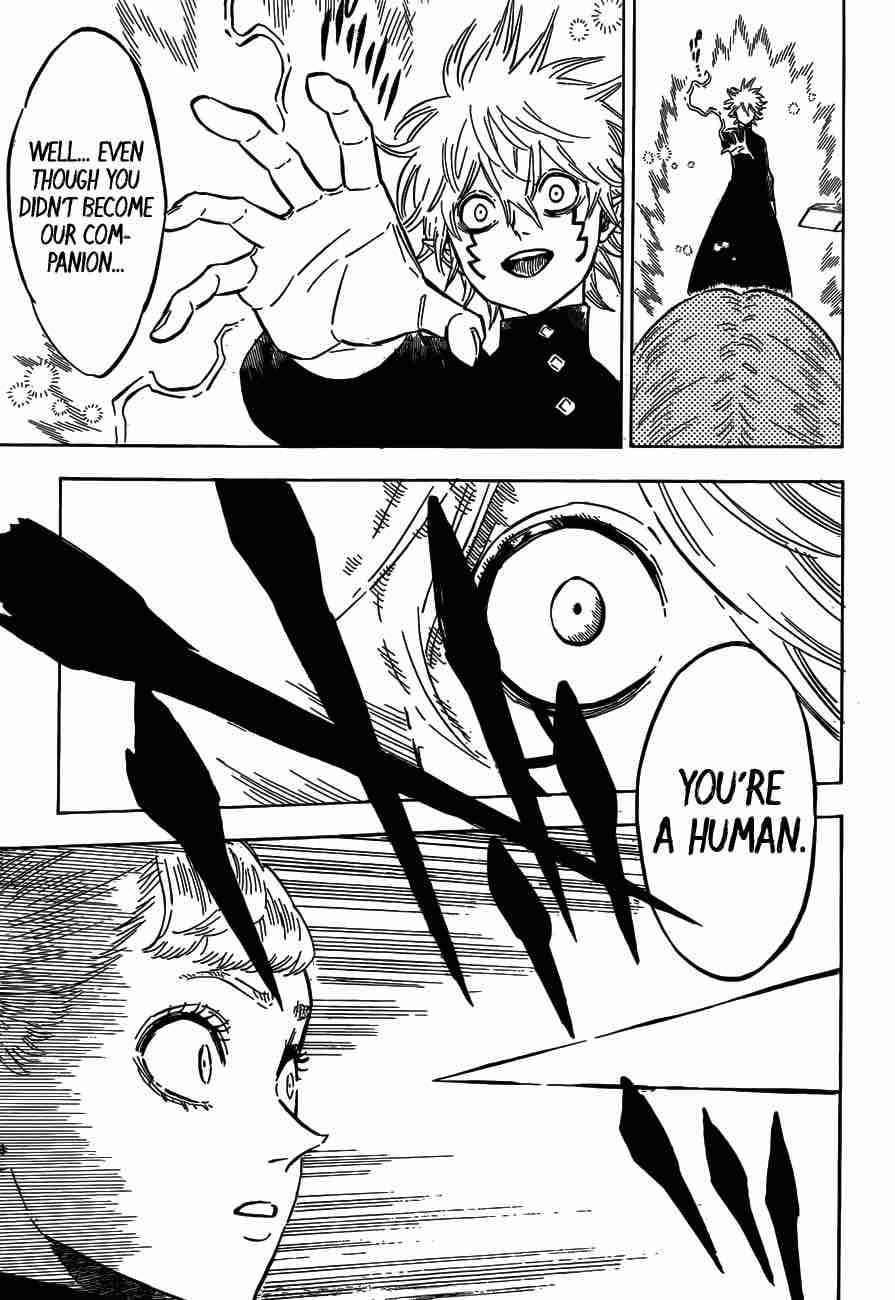 WELL... EVEN
THOUGH YOU
DIDN'T BECOME
OUR COM-
PANION...
YOU'RE
A HUMAN.